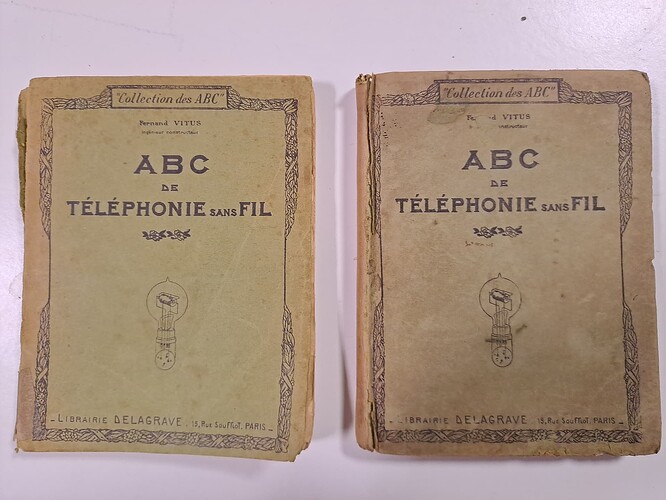 "Collection des ABC"
Fernand VITUS
Ingénieur constructeur
ABC
DE
TÉLÉPHONIE SANS FIL
LIBRAIRIE DELAGRAVE - 15, Rue Soufflot, PARIS -
"Collection des ABC"
VITUS
constructeur
ABC
DE
TÉLÉPHONIE SANS FIL
LIBRAIRIE DELAGRAVE 15, Rue Soufflot, PARIS -